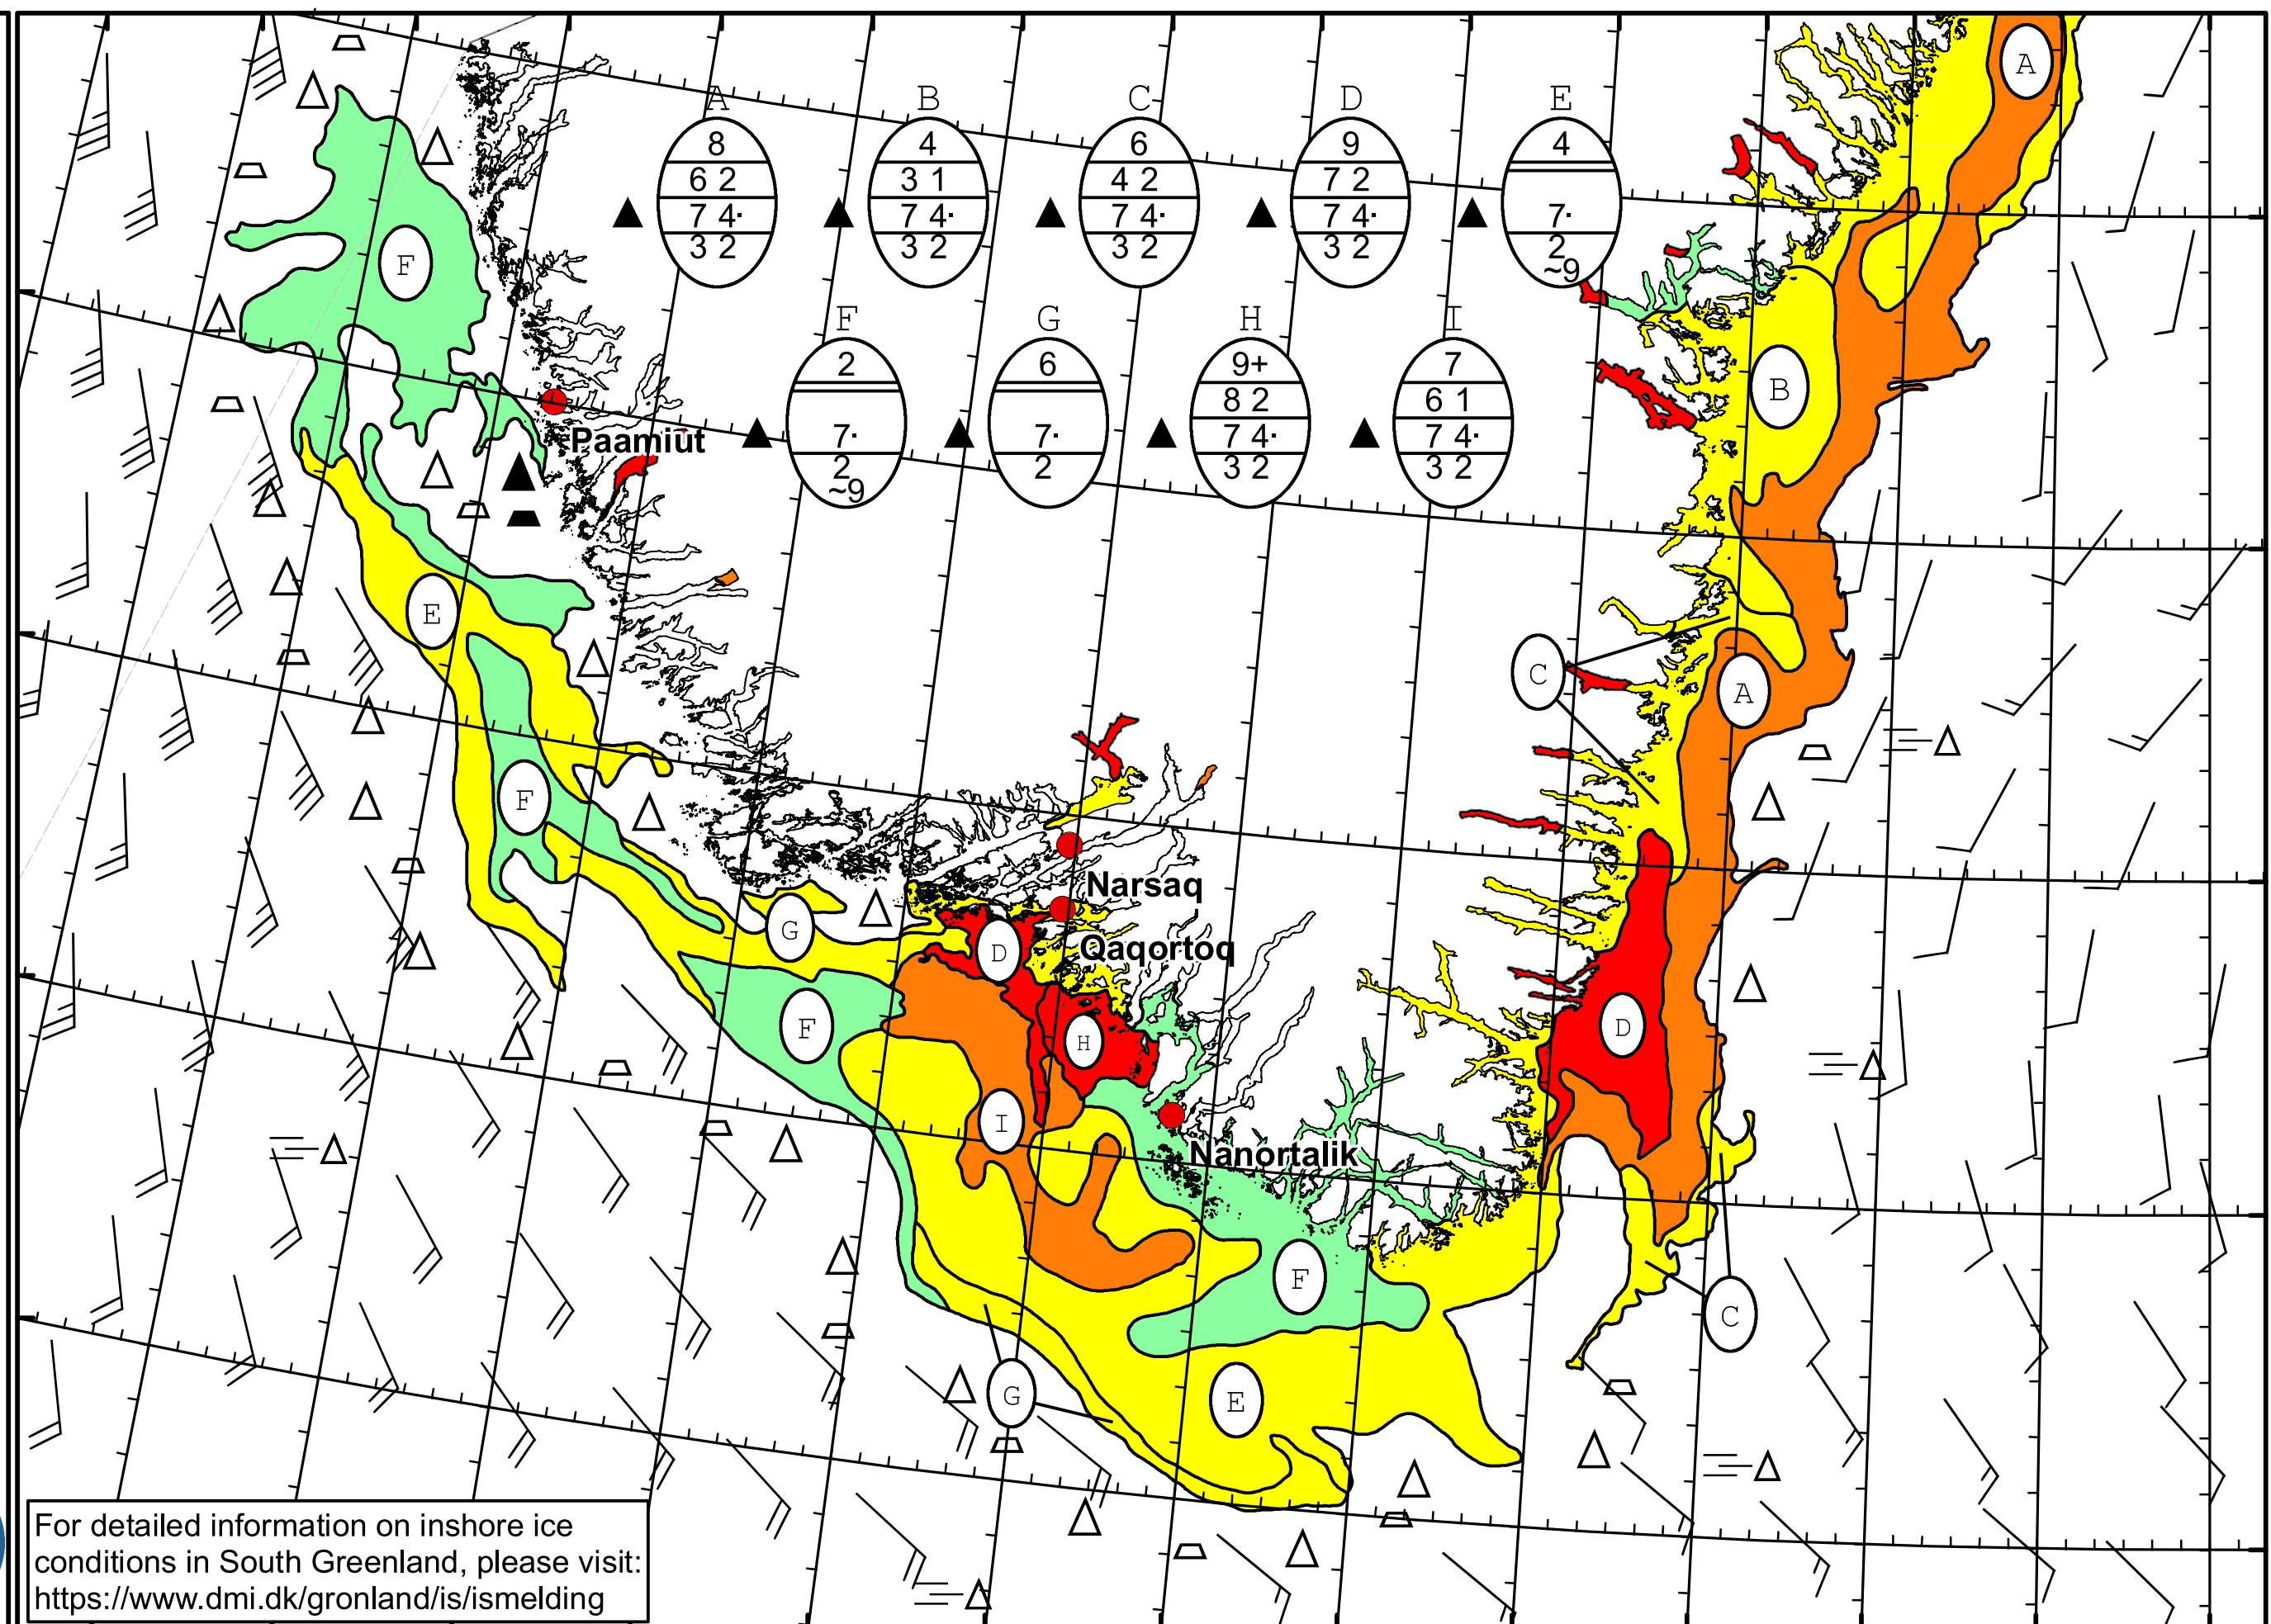 A B C D E
8 4 6 9 4
6 2 3 1 4 2 7 2
7 4· 7 4· 7 4· 7 4· 7·
3 2 3 2 3 2 3 2 2
~9
F G H I
2 6 9+ 7
8 2 6 1
7· 7· 7 4· 7 4·
2 2 3 2 3 2
~9
A
F
B
Paamiut
E
C
A
F
Narsaq
G
D
Qaqortoq
F
H
D
I
Nanortalik
F
C
G
E
For detailed information on inshore ice
conditions in South Greenland, please visit:
https://www.dmi.dk/gronland/is/ismelding